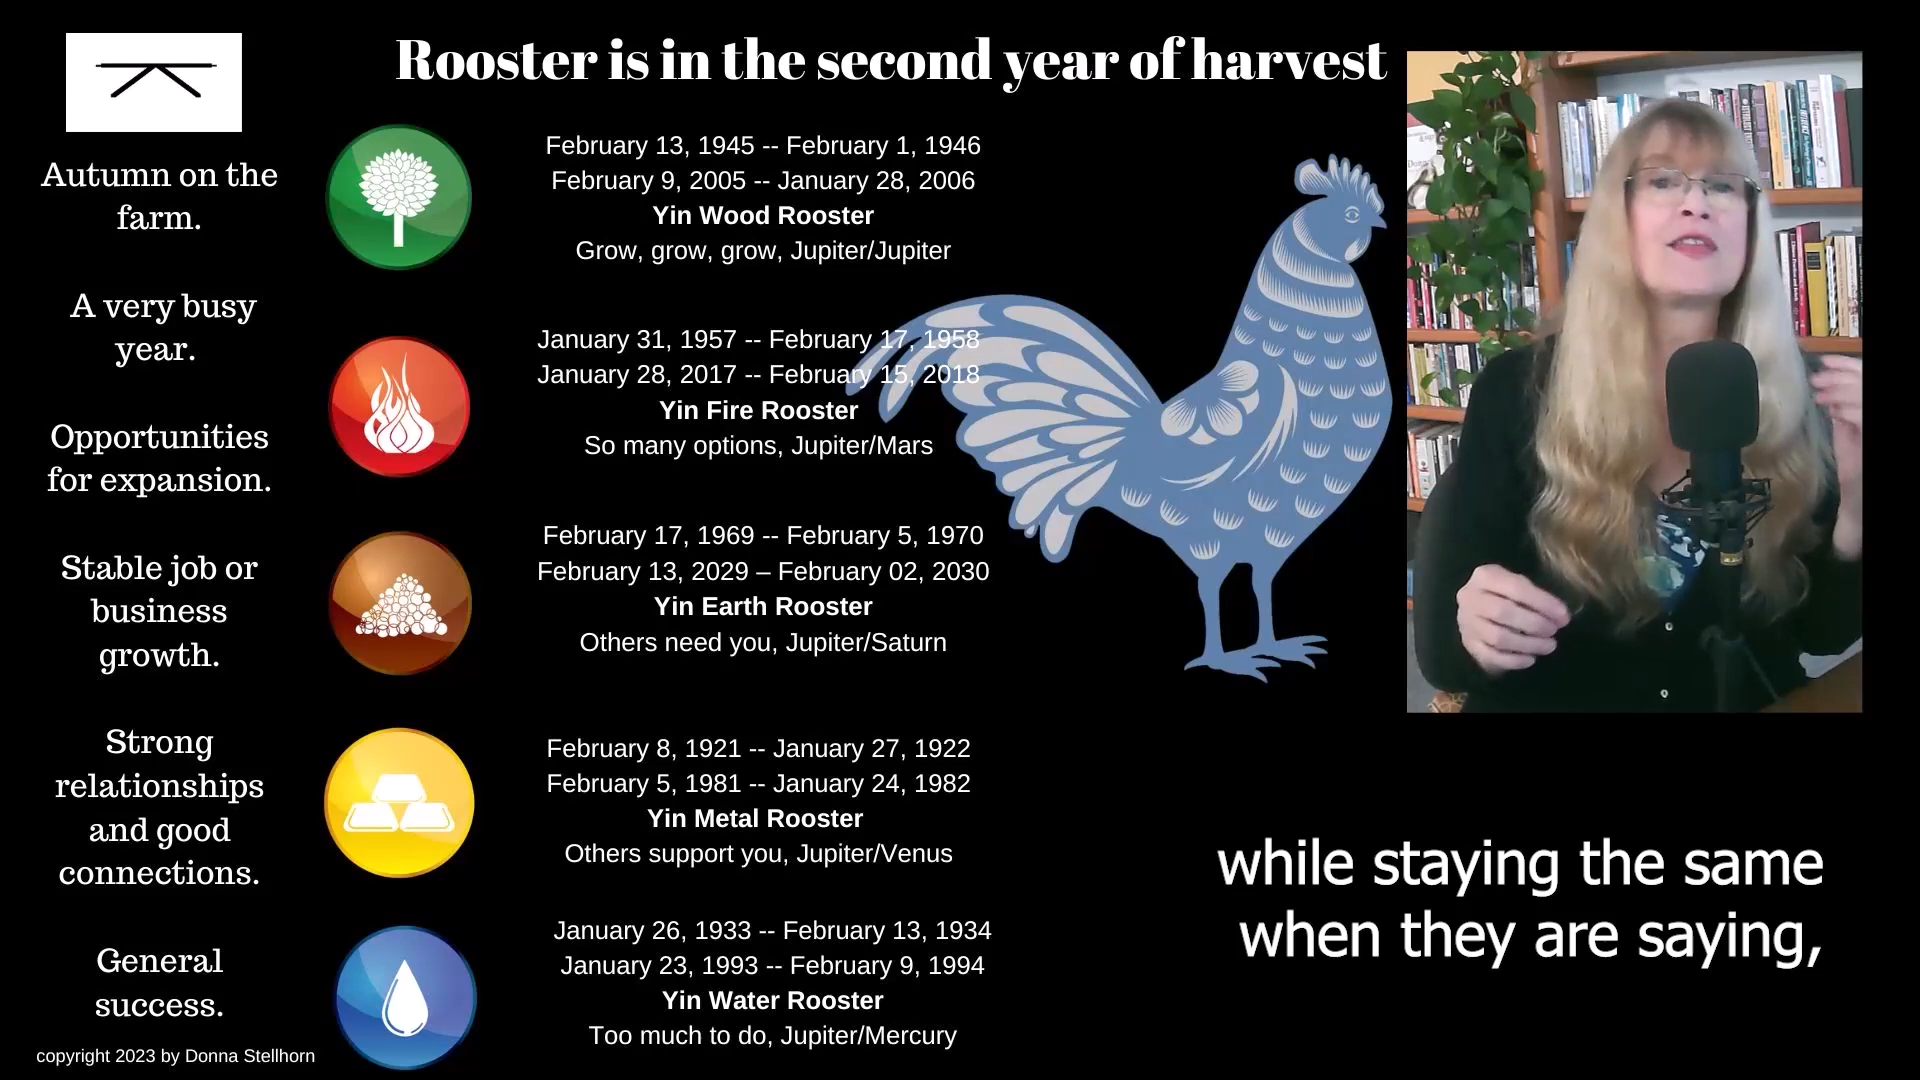 Rooster is in the second year of harvest
Autumn on the
farm.
A very busy
year.
Opportunities
for expansion.
Stable job or
business
growth.
Strong
relationships
and good
connections.
General
success.
copyright 2023 by Donna Stellhorn
February 13, 1945 -- February 1, 1946
February 9, 2005 -- January 28, 2006
Yin Wood Rooster
Grow, grow, grow, Jupiter/Jupiter
January 31, 1957 -- February 17, 1958
January 28, 2017 -- February 15, 2018
Yin Fire Rooster
So many options, Jupiter/Mars
February 17, 1969 -- February 5, 1970
February 13, 2029 – February 02, 2030
Yin Earth Rooster
Others need you, Jupiter/Saturn
February 8, 1921 -- January 27, 1922
February 5, 1981 -- January 24, 1982
Yin Metal Rooster
Others support you, Jupiter/Venus
January 26, 1933 -- February 13, 1934
January 23, 1993 -- February 9, 1994
Yin Water Rooster
Too much to do, Jupiter/Mercury
while staying the same
when they are saying,